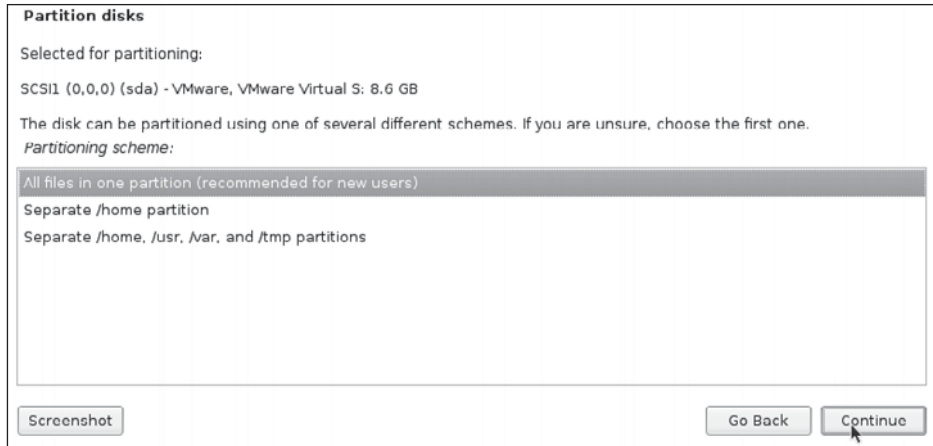 Partition disks
Selected for partitioning:
SCSI1 (0,0,0) (sda) - VMware, VMware Virtual S: 8.6 GB
The disk can be partitioned using one of several different schemes. If you are unsure, choose the first one.
Partitioning scheme:
All files in one partition (recommended for new users)
Separate /home partition
Separate /home, /usr, /var, and /tmp partitions
Screenshot
Go Back
Continue